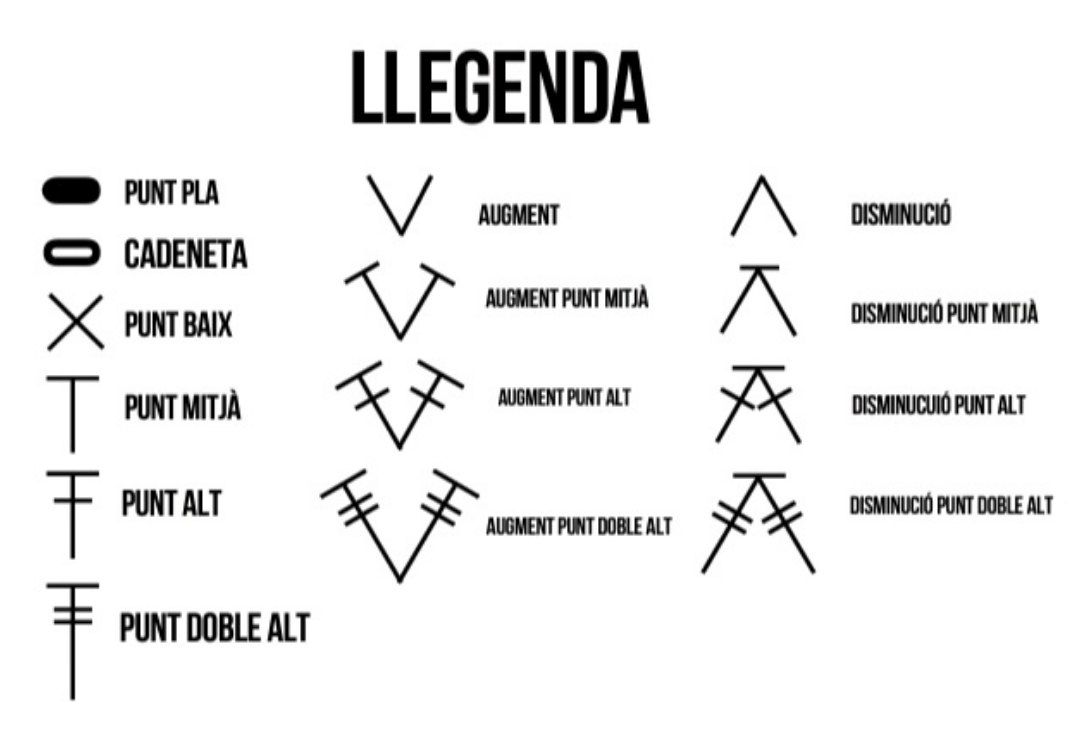 LLEGENDA
PUNT PLA
CADENETA
PUNT BAIX
PUNT MITJÀ
PUNT ALT
PUNT DOBLE ALT
AUGMENT
AUGMENT PUNT MITJÀ
AUGMENT PUNT ALT
AUGMENT PUNT DOBLE ALT
DISMINUCIÓ
DISMINUCIÓ PUNT MITJÀ
DISMINUCUIÓ PUNT ALT
DISMINUCIÓ PUNT DOBLE ALT